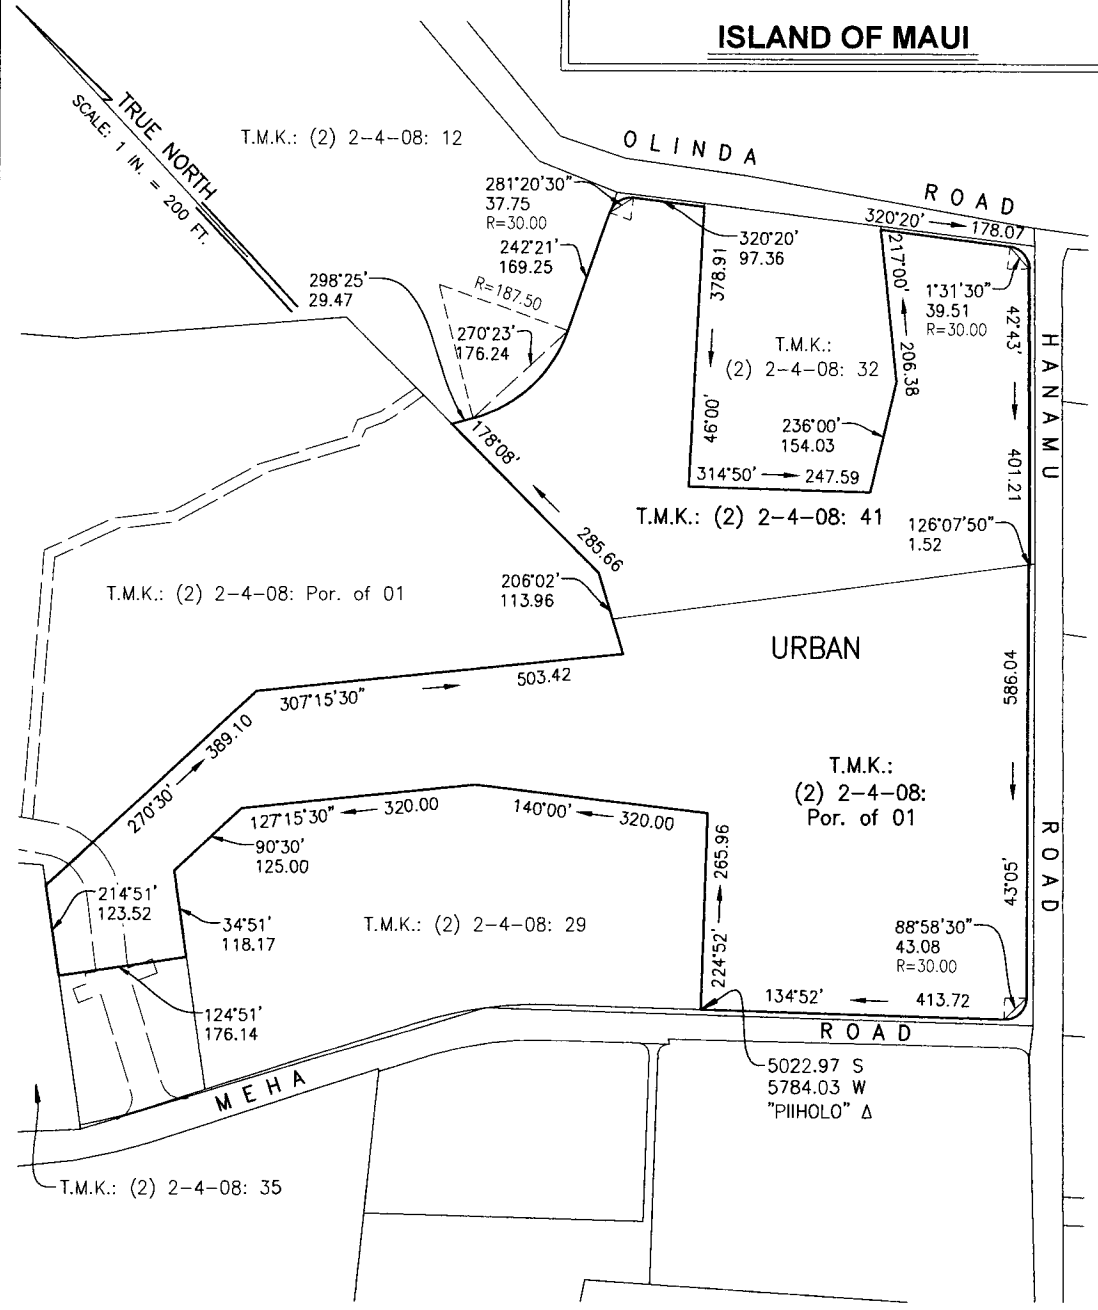 ISLAND OF MAUI
TRUE NORTH
SCALE: 1 IN. = 200 FT.
T.M.K.: (2) 2-4-08: 12
OLINDA
ROAD
281°20'30"
37.75
R=30.00
242°21'
169.25
298°25'
29.47
R=187.50
270°23'
176.24
320°20'
97.36
320°20' 178.07
217°00' 206.38
1°31'30"
39.51
R=30.00
378.91
46°00'
T.M.K.:
(2) 2-4-08: 32
236°00'
154.03
314°50' 247.59
42°43' 401.21
HANAMU
ROAD
T.M.K.: (2) 2-4-08: 41
126°07'50"
1.52
178°08' 285.66
206°02'
113.96
T.M.K.: (2) 2-4-08: Por. of 01
URBAN
586.04
43°05'
307°15'30" 503.42
270°30' 389.10
T.M.K.:
(2) 2-4-08:
Por. of 01
127°15'30" 320.00
140°00' 320.00
90°30'
125.00
214°51'
123.52
34°51'
118.17
T.M.K.: (2) 2-4-08: 29
224°52' 265.96
88°58'30"
43.08
R=30.00
134°52' 413.72
124°51'
176.14
MEHA
ROAD
5022.97 S
5784.03 W
"PIIHOLO" Δ
T.M.K.: (2) 2-4-08: 35